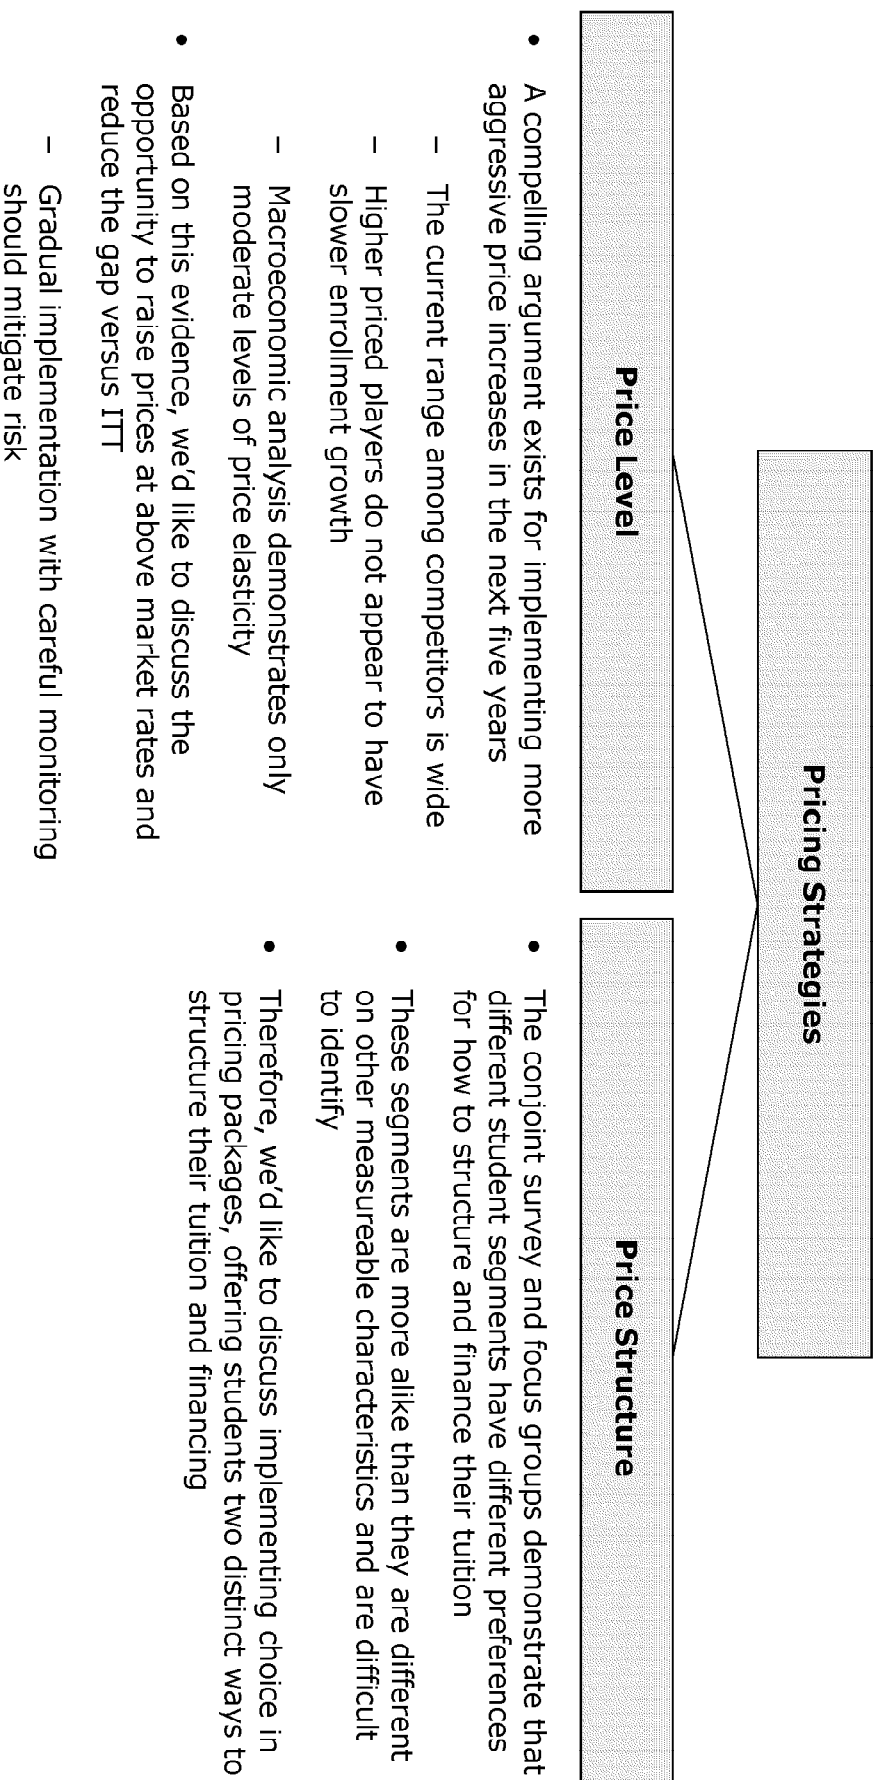 Pricing Strategies
Price Level
• A compelling argument exists for implementing more
aggressive price increases in the next five years
– The current range among competitors is wide
– Higher priced players do not appear to have
slower enrollment growth
– Macroeconomic analysis demonstrates only
moderate levels of price elasticity
• Based on this evidence, we'd like to discuss the
opportunity to raise prices at above market rates and
reduce the gap versus ITT
– Gradual implementation with careful monitoring
should mitigate risk
Price Structure
• The conjoint survey and focus groups demonstrate that
different student segments have different preferences
for how to structure and finance their tuition
• These segments are more alike than they are different
on other measureable characteristics and are difficult
to identify
• Therefore, we'd like to discuss implementing choice in
pricing packages, offering students two distinct ways to
structure their tuition and financing